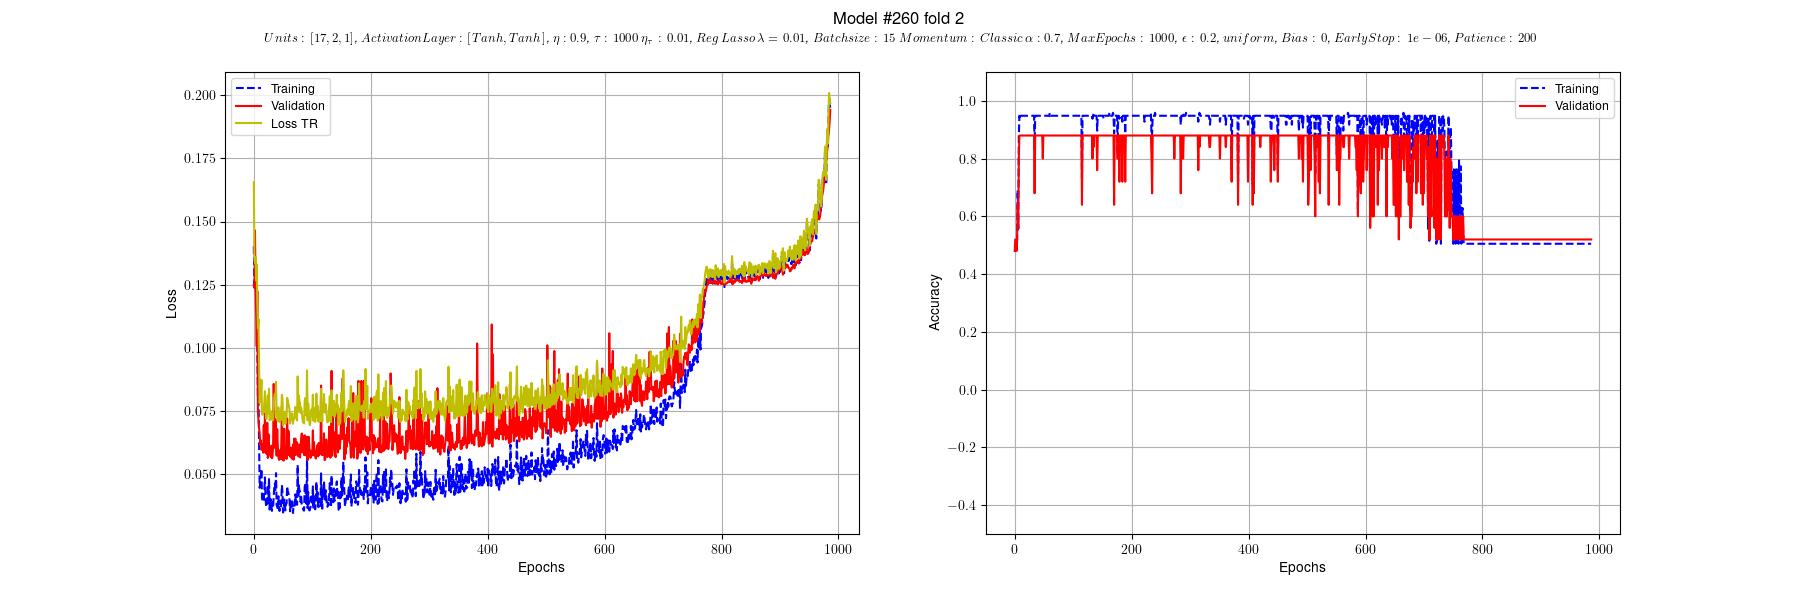 Model #260 fold 2
Units : [17, 2, 1], ActivationLayer : [Tanh, Tanh], η : 0.9, τ : 1000 η_τ : 0.01, Reg Lasso λ = 0.01, Batchsize : 15 Momentum : Classic α : 0.7, MaxEpochs : 1000, ϵ : 0.2, uniform, Bias : 0, EarlyStop : 1e − 06, Patience : 200
Training
Validation
Loss TR
0.200
0.175
0.150
0.125
0.100
0.075
0.050
Loss
0 200 400 600 800 1000
Epochs
Training
Validation
1.0
0.8
0.6
0.4
0.2
0.0
−0.2
−0.4
Accuracy
0 200 400 600 800 1000
Epochs